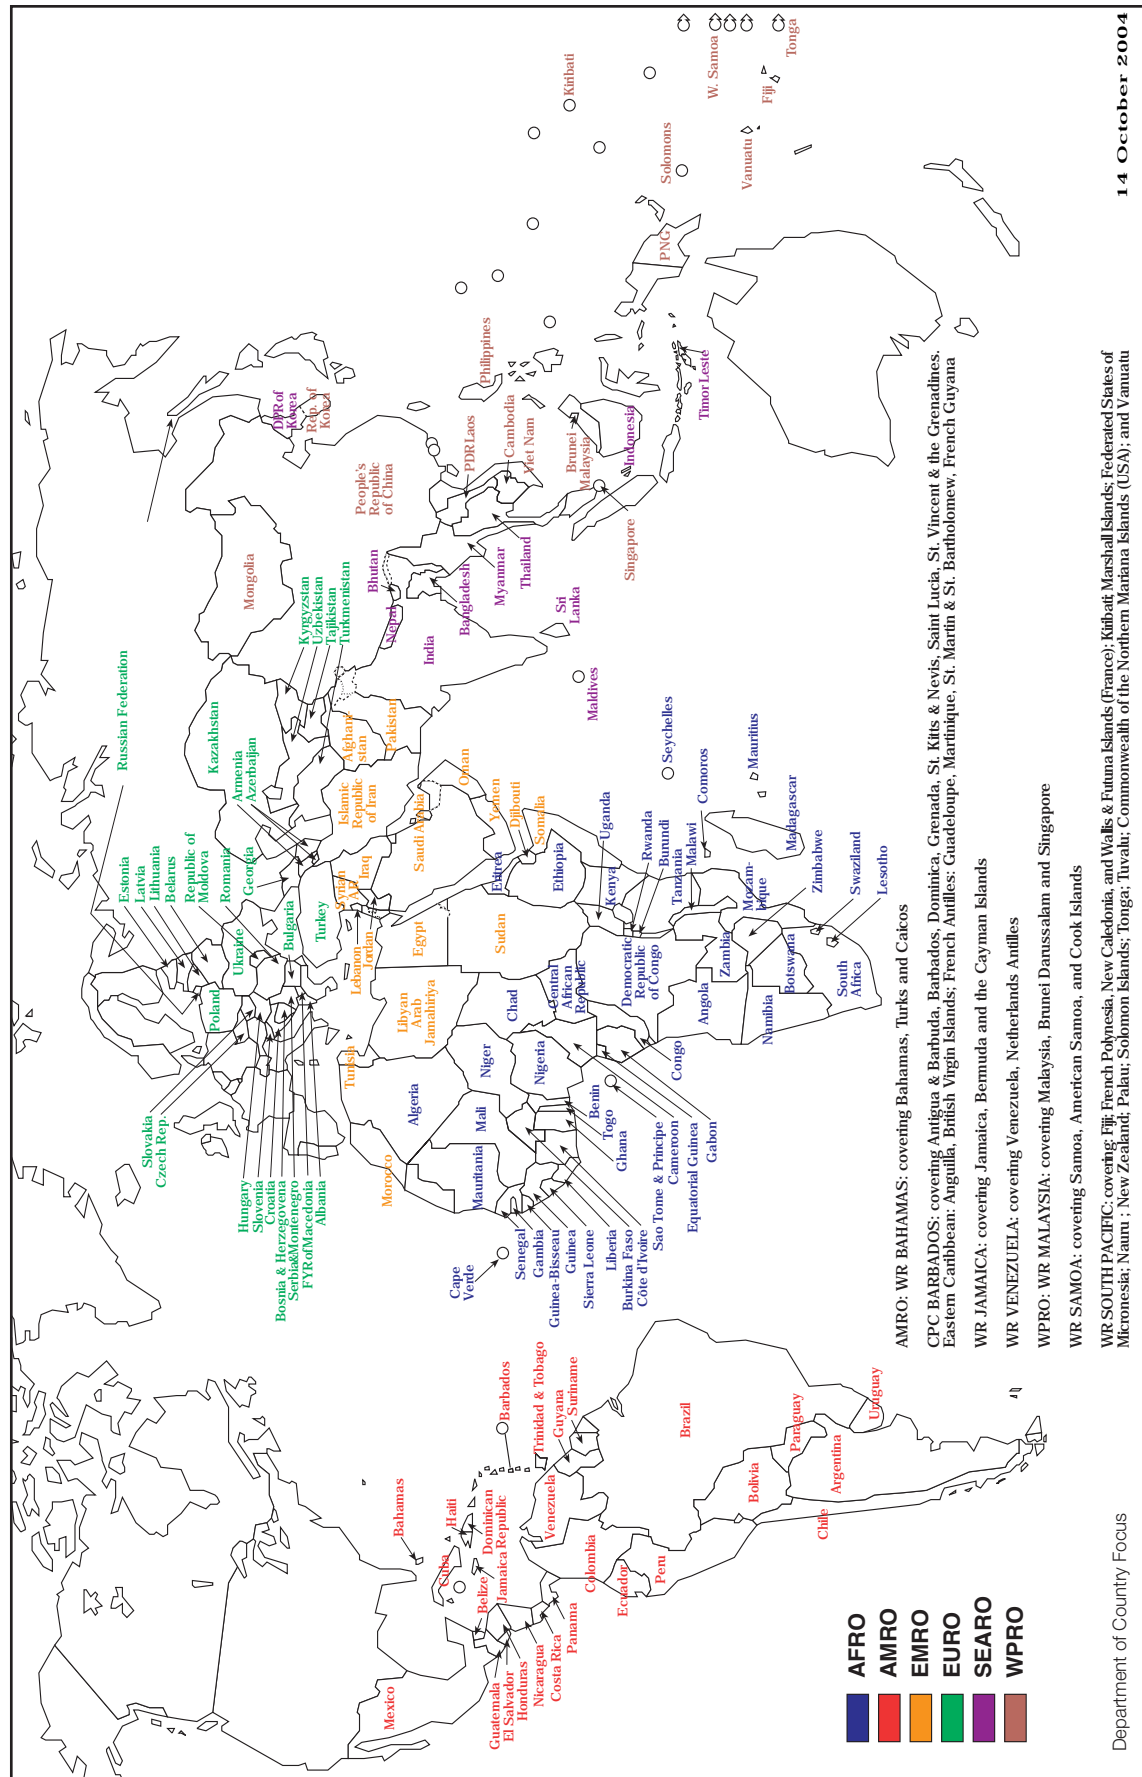 Mexico
Guatemala
El Salvador
Honduras
Nicaragua
Costa Rica
Panama
Belize
Cuba
Bahamas
Haiti
Dominican
Republic
Jamaica
Barbados
Trinidad & Tobago
Guyana
Suriname
Venezuela
Colombia
Ecuador
Peru
Brazil
Bolivia
Paraguay
Uruguay
Argentina
Chile
Russian Federation
Estonia
Latvia
Lithuania
Belarus
Republic of
Moldova
Romania
Georgia
Armenia
Azerbaijan
Kazakhstan
Kyrgyzstan
Uzbekistan
Tajikistan
Turkmenistan
Ukraine
Poland
Bulgaria
Turkey
Slovakia
Czech Rep.
Hungary
Slovenia
Croatia
Bosnia & Herzegovena
Serbia&Montenegro
FYRofMacedonia
Albania
Morocco
Tunisia
Libyan
Arab
Jamahiriya
Egypt
Lebanon
Jordan
Syrian
AR
Iraq
Islamic
Republic
of Iran
Afghani
stan
Pakistan
Saudi Arabia
Oman
Yemen
Djibouti
Somalia
Sudan
Algeria
Mauritania
Mali
Niger
Chad
Nigeria
Eritrea
Ethiopia
Central
African
Republic
Cape
Verde
Senegal
Gambia
Guinea-Bisseau
Guinea
Sierra Leone
Liberia
Burkina Faso
Côte d'Ivoire
Ghana
Togo
Benin
Sao Tome & Principe
Cameroon
Equatorial Guinea
Gabon
Congo
Democratic
Republic
of Congo
Uganda
Kenya
Rwanda
Burundi
Tanzania
Malawi
Comoros
Seychelles
Mauritius
Madagascar
Mozam-
bique
Zambia
Angola
Namibia
Botswana
Zimbabwe
Swaziland
Lesotho
South
Africa
Mongolia
People's
Republic
of China
DPRof
Korea
Rep. of
Korea
Nepal
Bhutan
India
Bangladesh
Myanmar
Thailand
Sri
Lanka
Maldives
PDRLaos
Cambodia
Viet Nam
Philippines
Brunei
Malaysia
Singapore
Indonesia
Timor Leste
PNG
Solomons
Kiribati
Vanuatu
Fiji
W. Samoa
Tonga
AFRO
AMRO
EMRO
EURO
SEARO
WPRO
AMRO: WR BAHAMAS: covering Bahamas, Turks and Caicos
CPC BARBADOS: covering Antigua & Barbuda, Barbados, Dominica, Grenada, St. Kitts & Nevis, Saint Lucia, St. Vincent & the Grenadines.
Eastern Caribbean: Anguilla, British Virgin Islands; French Antilles: Guadeloupe, Martinique, St. Martin & St. Bartholomew, French Guyana
WR JAMAICA: covering Jamaica, Bermuda and the Cayman Islands
WR VENEZUELA: covering Venezuela, Netherlands Antilles
WPRO: WR MALAYSIA: covering Malaysia, Brunei Darussalam and Singapore
WR SAMOA: covering Samoa, American Samoa, and Cook Islands
WR SOUTH PACIFIC: covering: Fiji, French Polynesia, New Caledonia, and Wallis & Futuna Islands (France); Kiribati; Marshall Islands; Federated States of
Micronesia; Nauru ; New Zealand; Palau; Solomon Islands; Tonga; Tuvalu; Commonwealth of the Northern Mariana Islands (USA); and Vanuatu
Department of Country Focus
14 October 2004